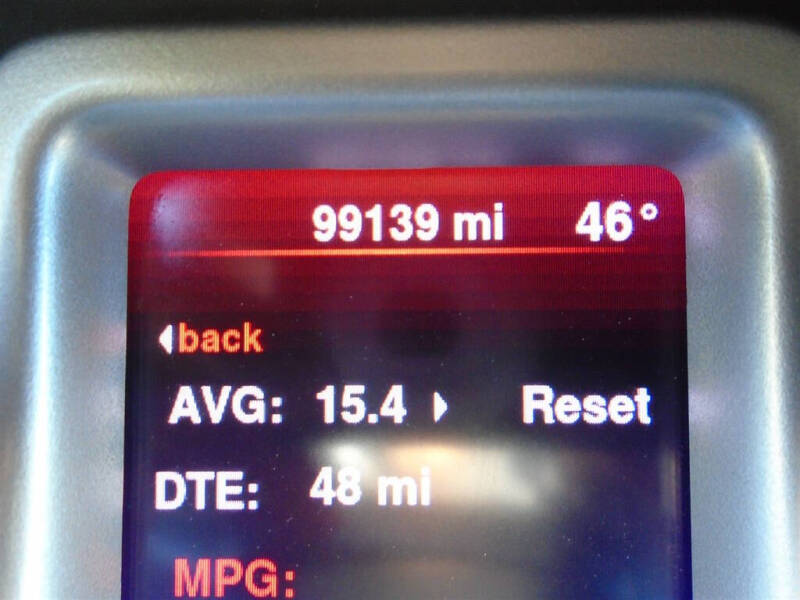 99139 mi 46°
back
AVG: 15.4 Reset
DTE: 48 mi
MPG: